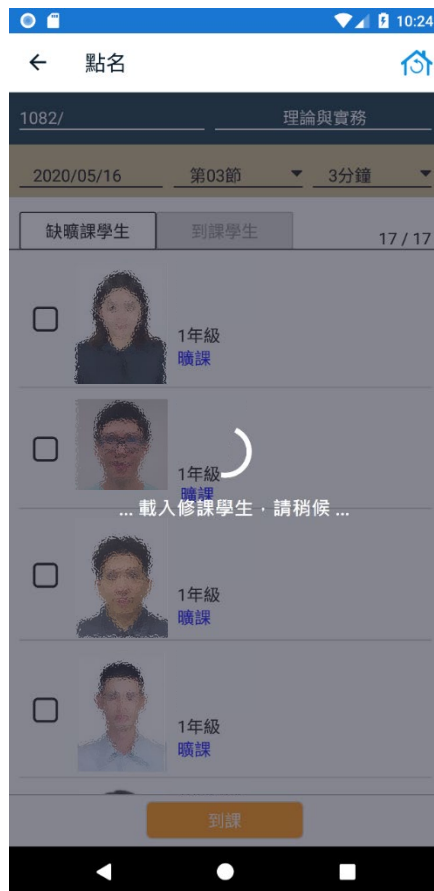 10:24
點名
1082/ 理論與實務
2020/05/16 第03節 3分鐘
缺曠課學生 到課學生 17 / 17
1年級
曠課
1年級
曠課
... 載入修課學生，請稍候 ...
1年級
曠課
1年級
曠課
到課